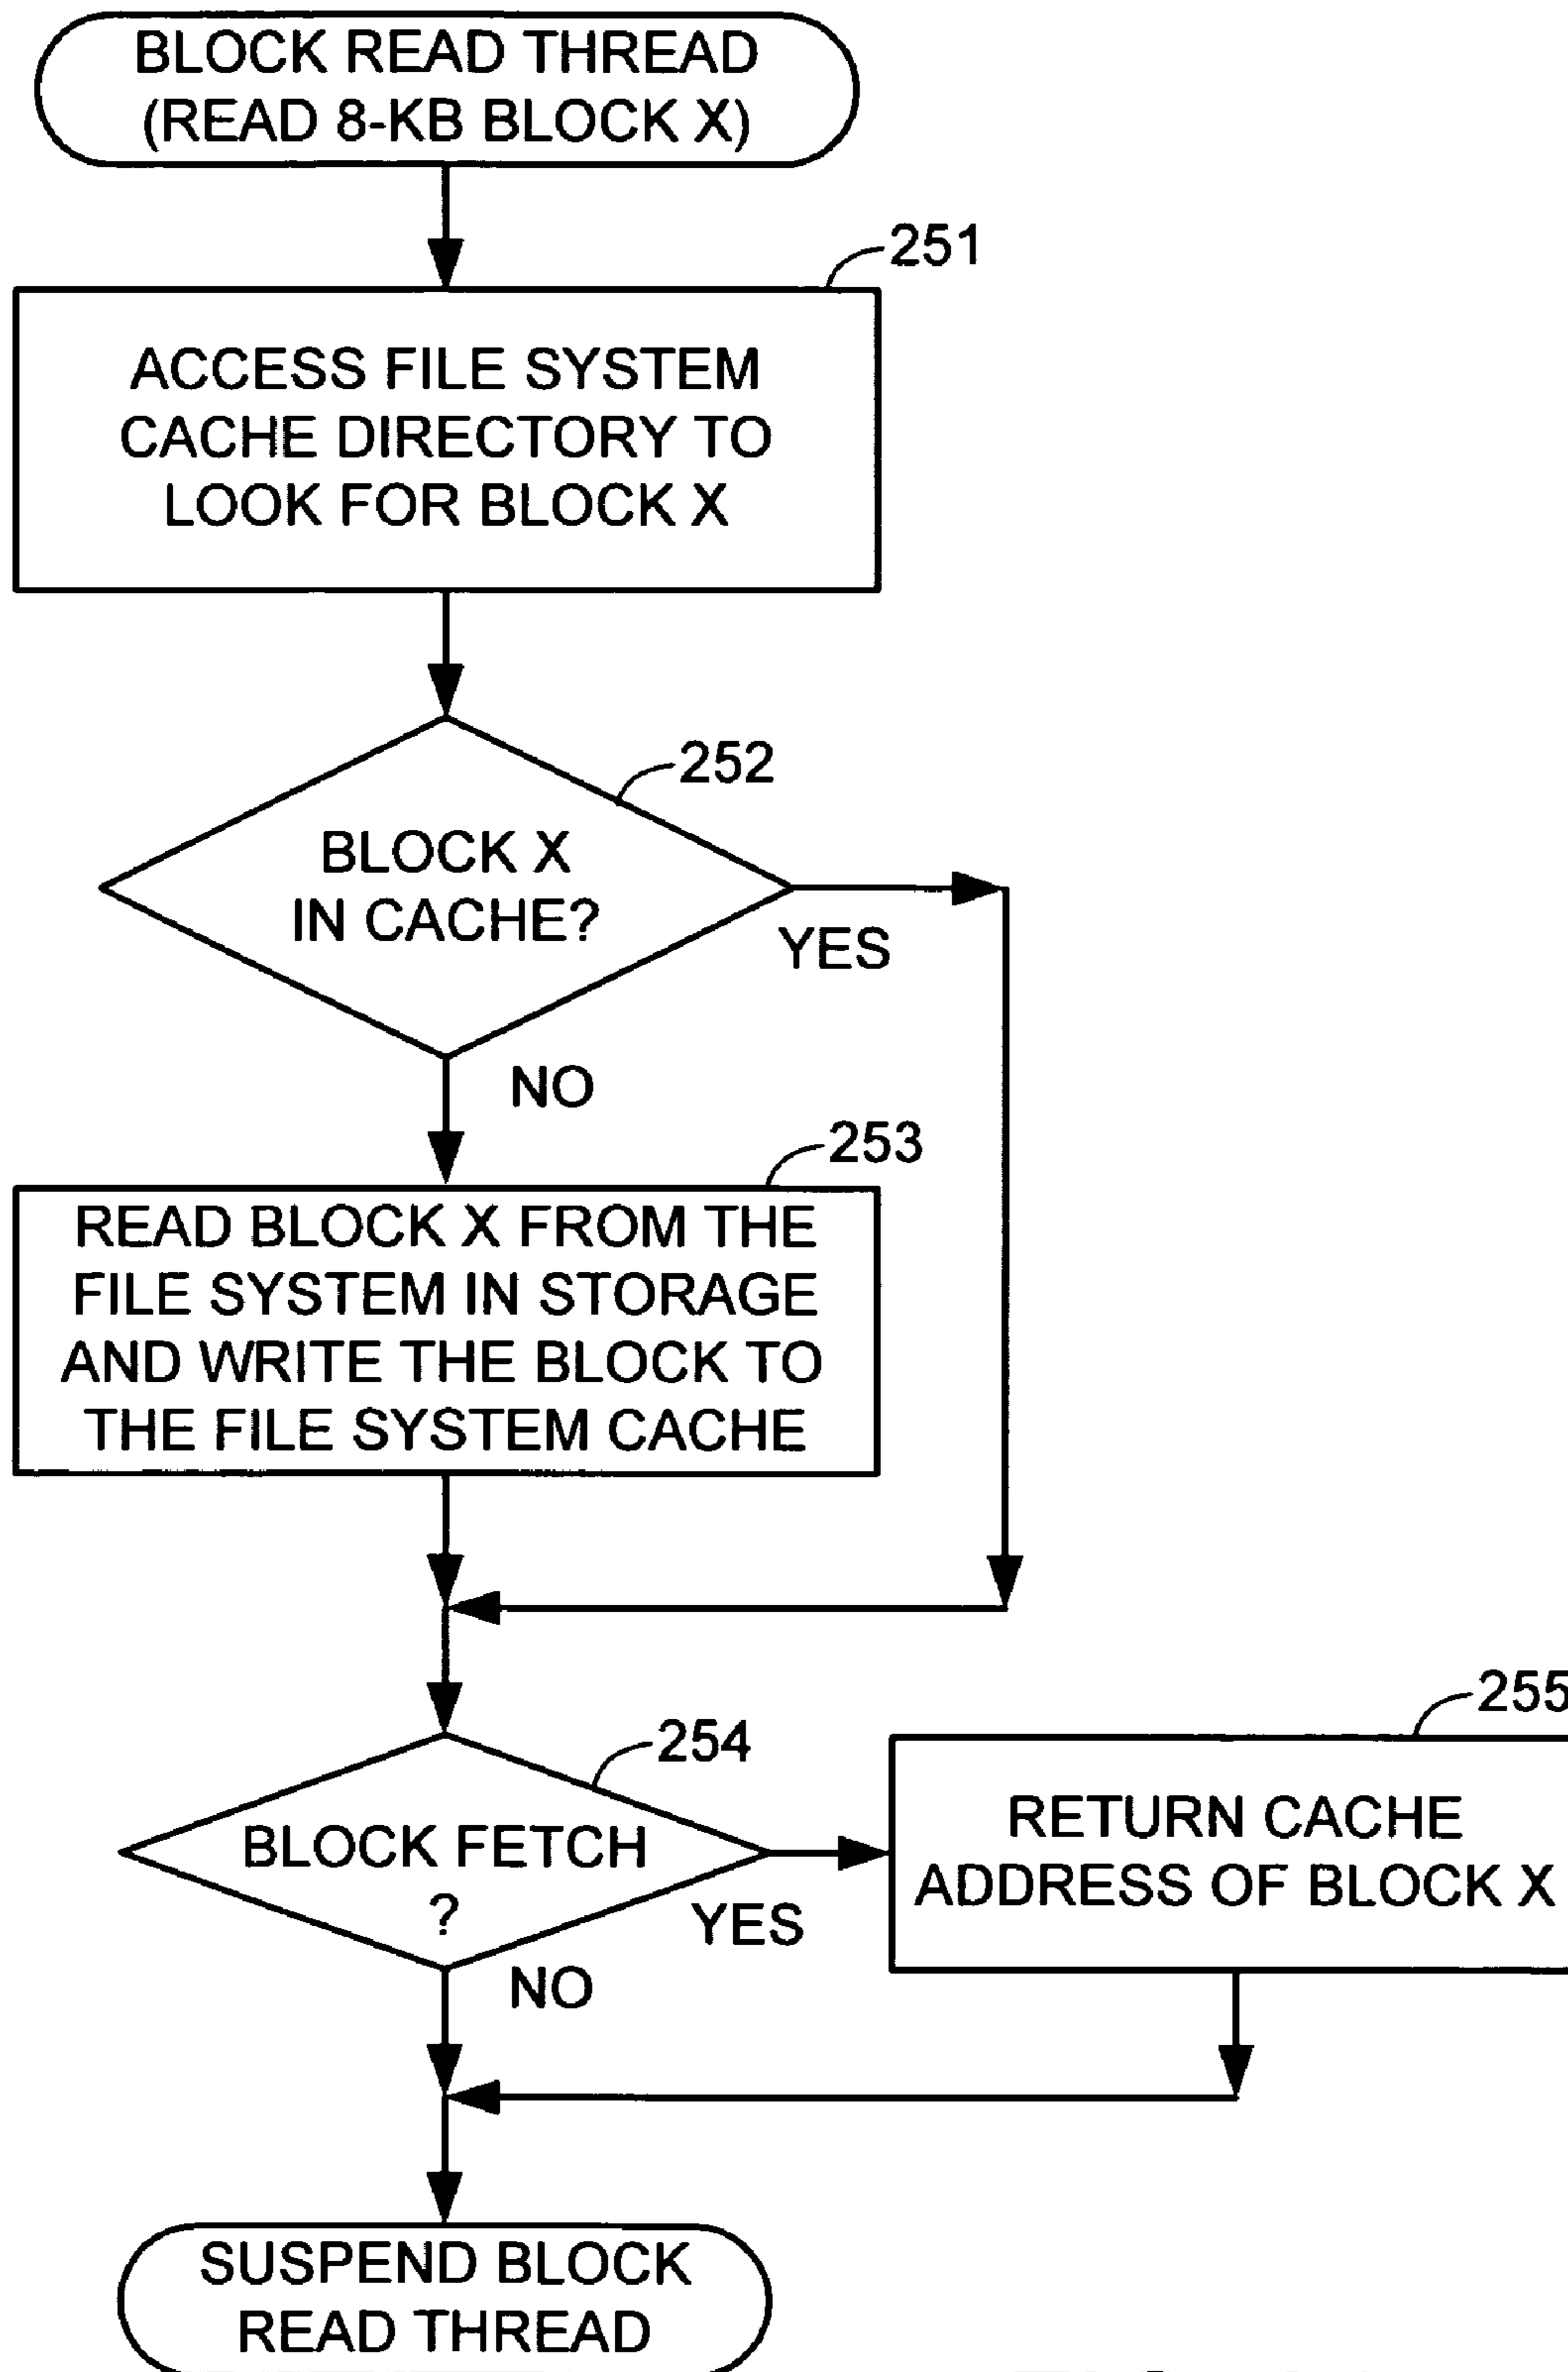 BLOCK READ THREAD
(READ 8-KB BLOCK X)
251
ACCESS FILE SYSTEM
CACHE DIRECTORY TO
LOOK FOR BLOCK X
252
BLOCK X
IN CACHE?
YES
NO
253
READ BLOCK X FROM THE
FILE SYSTEM IN STORAGE
AND WRITE THE BLOCK TO
THE FILE SYSTEM CACHE
254
255
BLOCK FETCH
?
YES
NO
RETURN CACHE
ADDRESS OF BLOCK X
SUSPEND BLOCK
READ THREAD